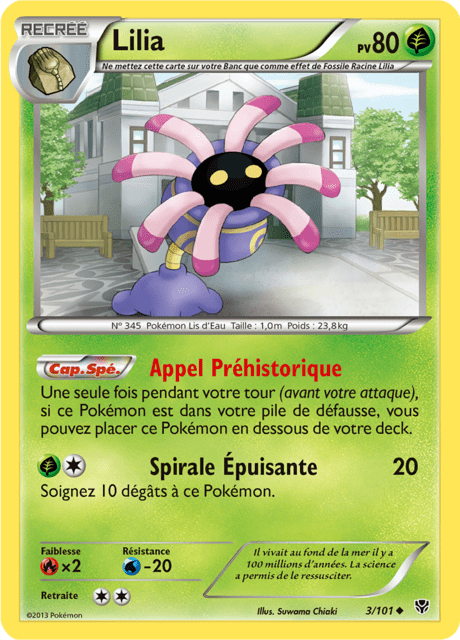 RECRÉÉ
Lilia
PV80
Ne mettez cette carte sur votre Banc que comme effet de Fossile Racine Lilia
N° 345 Pokémon Lis d'Eau Taille : 1,0m Poids : 23,8kg
Cap. Spé. Appel Préhistorique
Une seule fois pendant votre tour (avant votre attaque),
si ce Pokémon est dans votre pile de défausse, vous
pouvez placer ce Pokémon en dessous de votre deck.
Spirale Épuisante 20
Soignez 10 dégâts à ce Pokémon.
Faiblesse
×2
Résistance
-20
Retraite
Il vivait au fond de la mer il y a
100 millions d'années. La science
a permis de le ressusciter.
©2013 Pokémon
Illus. Suwama Chiaki
3/101